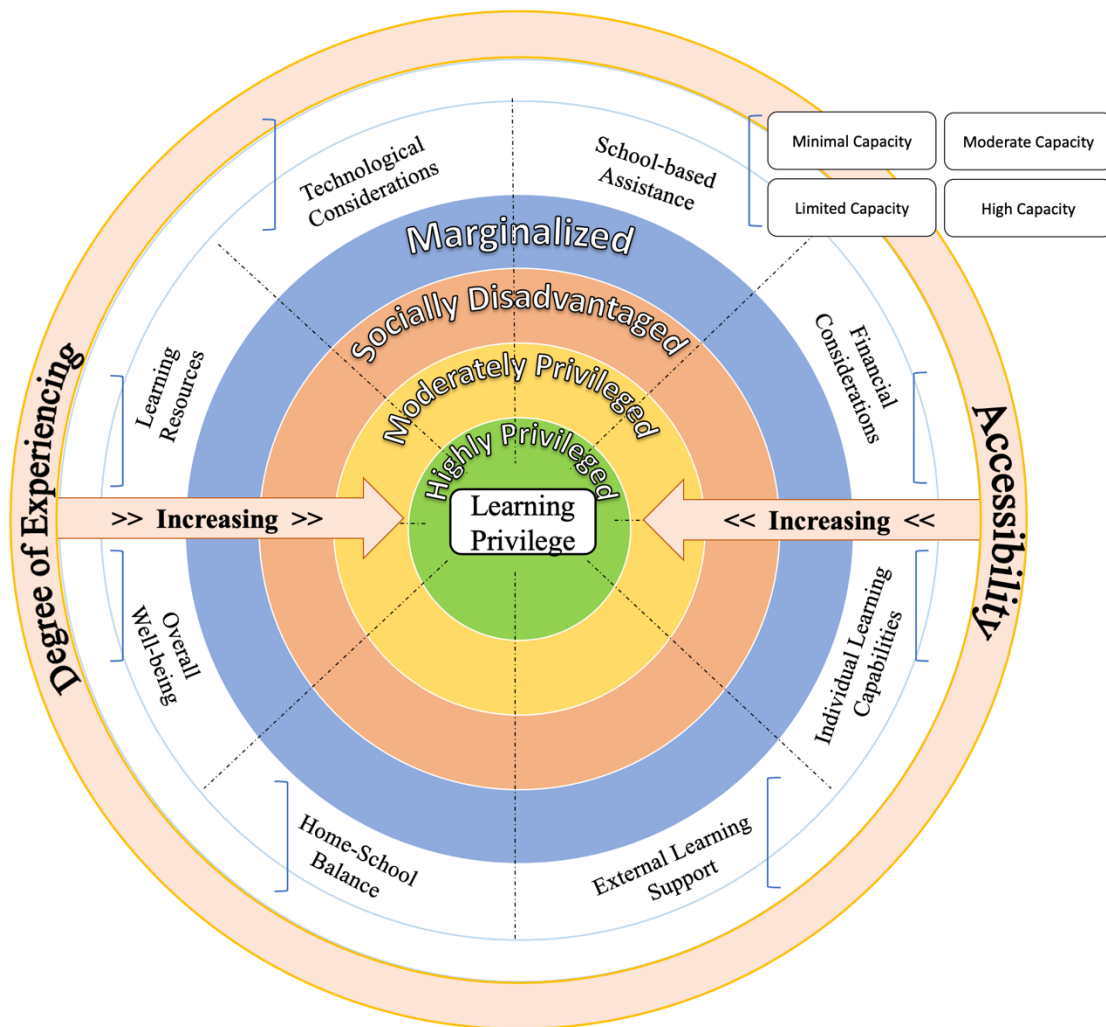 Technological
Considerations
School-based
Assistance
Minimal Capacity
Moderate Capacity
Limited Capacity
High Capacity
Marginalized
Socially Disadvantaged
Moderately Privileged
Highly Privileged
Learning
Privilege
Learning
Resources
Financial
Considerations
Degree of Experiencing
>> Increasing >>
<< Increasing <<
Accessibility
Overall
Well-being
Individual Learning
Capabilities
Home-School
Balance
External Learning
Support